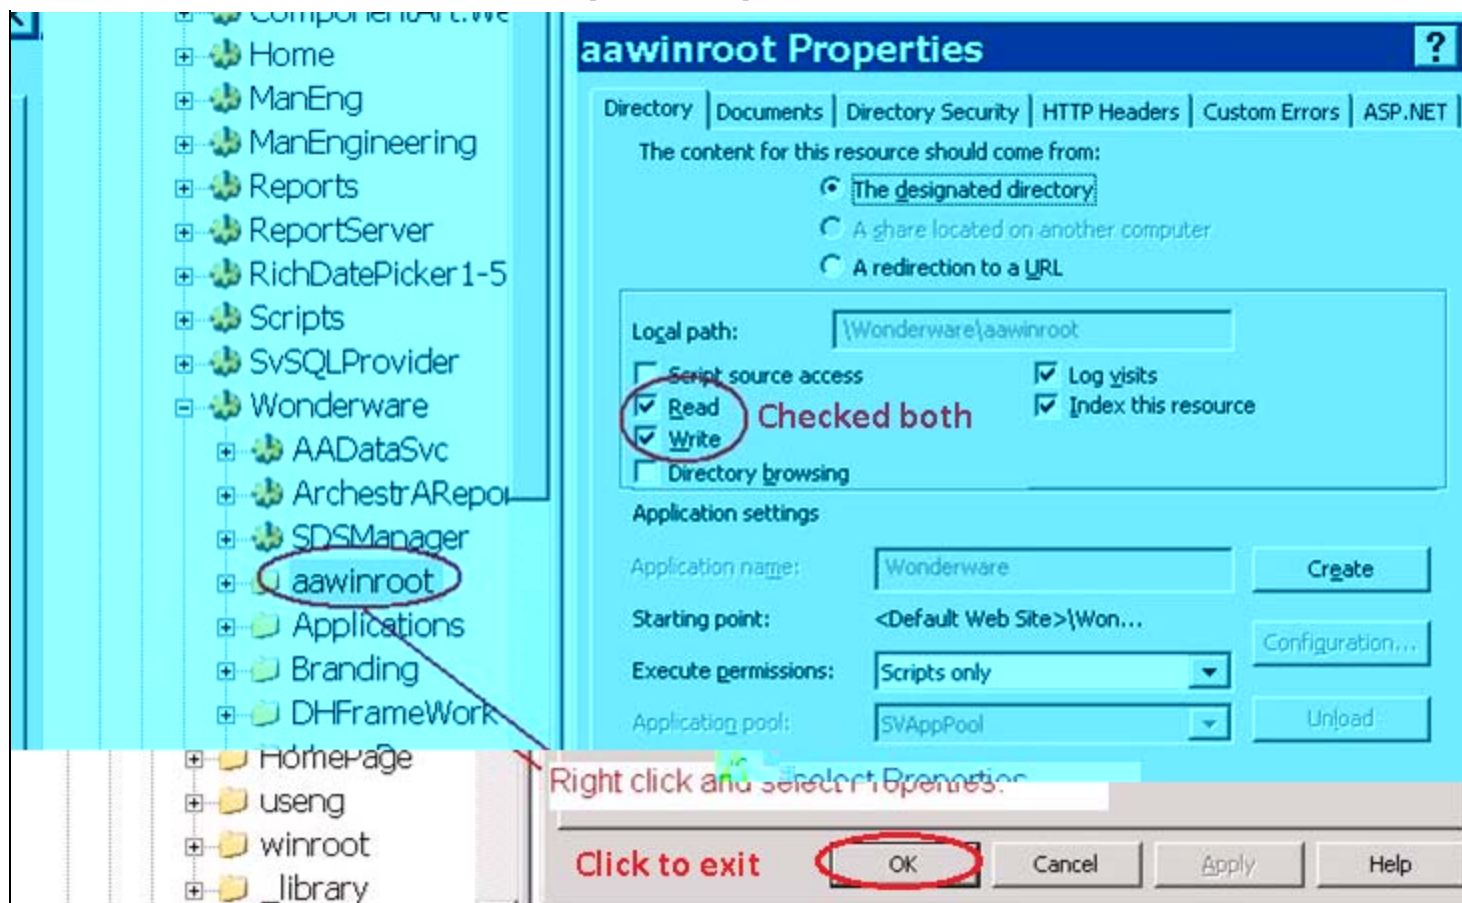 ComponentArt.We
Home
ManEng
ManEngineering
Reports
ReportServer
RichDatePicker1-5
Scripts
SvSQLProvider
Wonderware
AADataSvc
ArchestrARepor
SDSManager
aawinroot
Applications
Branding
DHFrameWork
HomePage
useng
winroot
_library
aawinroot Properties ?
Directory Documents Directory Security HTTP Headers Custom Errors ASP.NET
The content for this resource should come from:
The designated directory
A share located on another computer
A redirection to a URL
Local path: \Wonderware\aawinroot
Script source access Log visits
Read Index this resource
Checked both
Write
Directory browsing
Application settings
Application name: Wonderware Create
Starting point: <Default Web Site>\Won...
Configuration...
Execute permissions: Scripts only
Application pool: SVAppPool Unload
Right click and select Properties.
Click to exit OK Cancel Apply Help